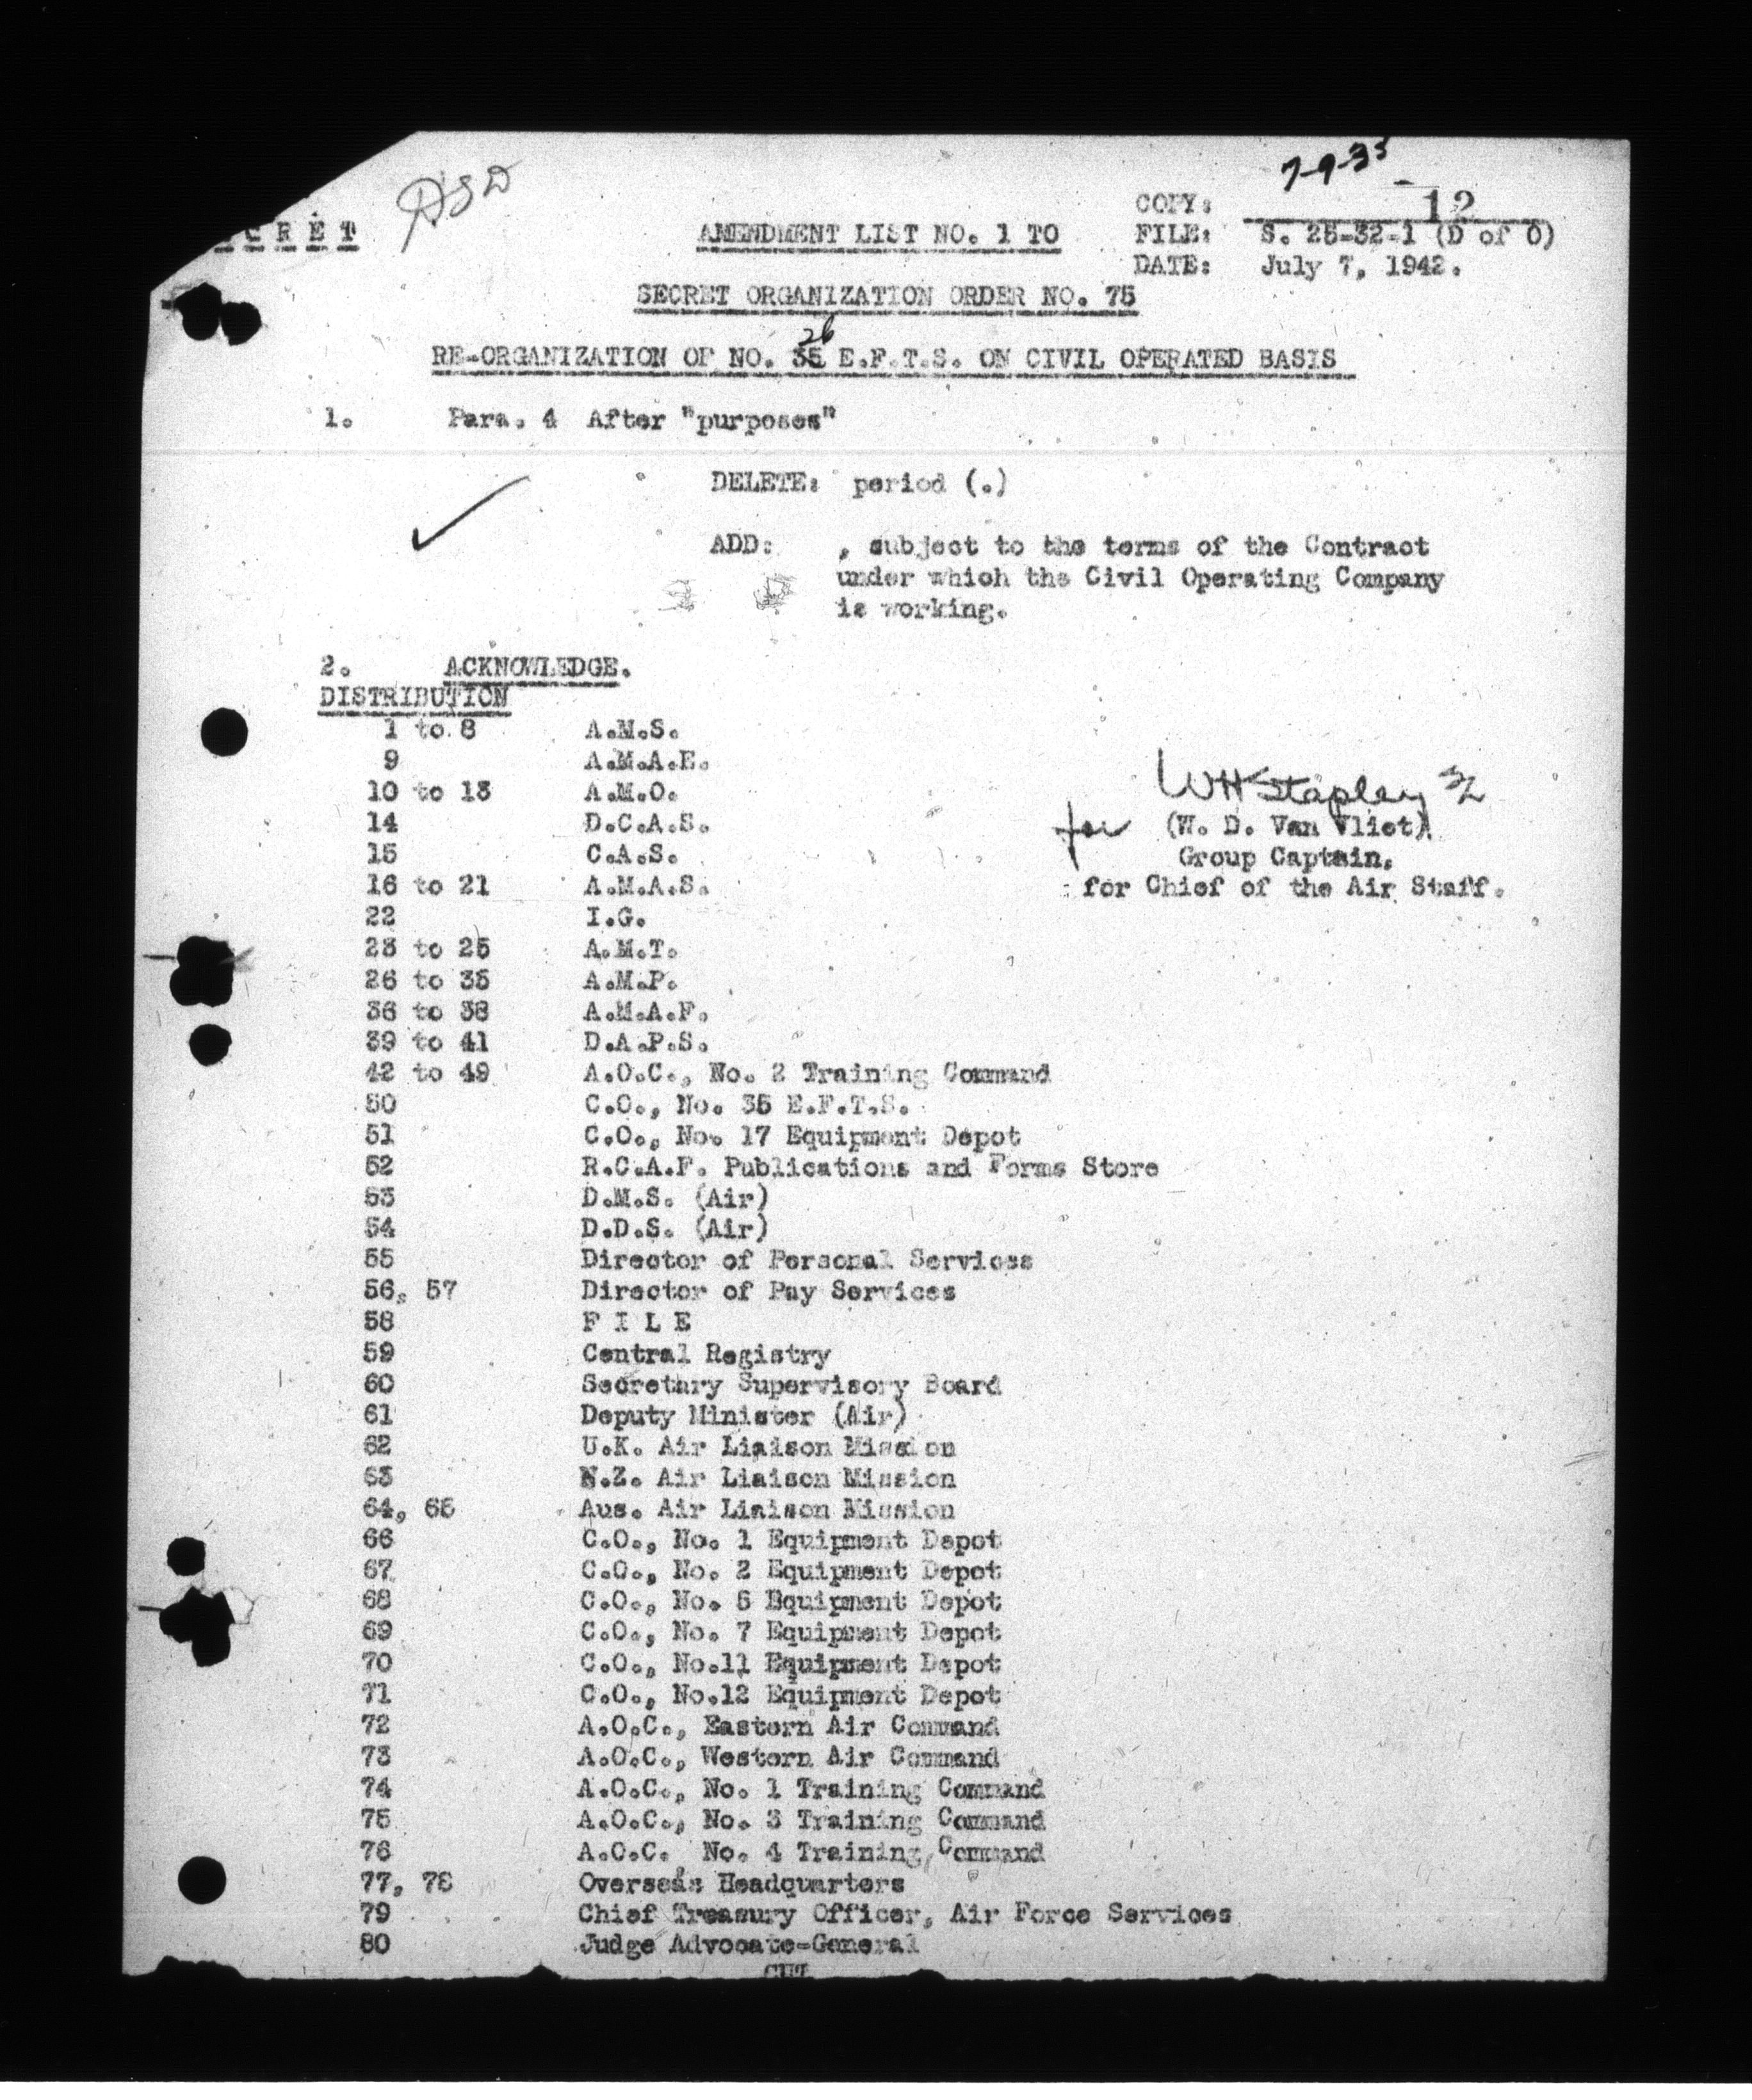 7-9-35
DSD
CRET
COPY: 12
AMENDMENT LIST NO. 1 TO
FILE: S. 25-32-1 (D of O)
DATE: July 7, 1942.
SECRET ORGANIZATION ORDER NO. 75
26
RE-ORGANIZATION OF NO. 35 E.F.T.S. ON CIVIL OPERATED BASIS
1. Para. 4 After "purposes"
DELETE: period (.)
ADD: , subject to the terms of the Contract
under which the Civil Operating Company
is working.
2. ACKNOWLEDGE.
DISTRIBUTION
1 to 8 A.M.S.
9 A.M.A.E.
10 to 13 A.M.O.
14 D.C.A.S.
15 C.A.S.
16 to 21 A.M.A.S.
22 I.G.
23 to 25 A.M.T.
26 to 35 A.M.P.
36 to 38 A.M.A.F.
39 to 41 D.A.P.S.
42 to 49 A.O.C., No. 2 Training Command
50 C.O., No. 35 E.F.T.S.
51 C.O., No. 17 Equipment Depot
52 R.C.A.F. Publications and Forms Store
53 D.M.S. (Air)
54 D.D.S. (Air)
55 Director of Personal Services
56, 57 Director of Pay Services
58 F I L E
59 Central Registry
60 Secretary Supervisory Board
61 Deputy Minister (Air)
62 U.K. Air Liaison Mission
63 N.Z. Air Liaison Mission
64, 65 Aus. Air Liaison Mission
66 C.O., No. 1 Equipment Depot
67 C.O., No. 2 Equipment Depot
68 C.O., No. 5 Equipment Depot
69 C.O., No. 7 Equipment Depot
70 C.O., No.11 Equipment Depot
71 C.O., No.12 Equipment Depot
72 A.O.C., Eastern Air Command
73 A.O.C., Western Air Command
74 A.O.C., No. 1 Training Command
75 A.O.C., No. 3 Training Command
76 A.O.C. No. 4 Training Command
77, 78 Overseas Headquarters
79 Chief Treasury Officer, Air Force Services
80 Judge Advocate-General
WH Stapley S/L
for (W. D. Van Vliet)
Group Captain,
for Chief of the Air Staff.